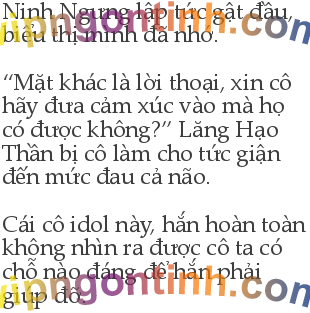 Ninh Ngưng lập tức gật đầu,
biểu thị mình đã nhớ.
“Mặt khác là lời thoại, xin cô
hãy đưa cảm xúc vào mà họ
có được không?” Lăng Hạo
Thần bị cô làm cho tức giận
đến mức đau cả não.
Cái cô idol này, hắn hoàn toàn
không nhìn ra được cô ta có
chỗ nào đáng để hắn phải
giúp đỡ.